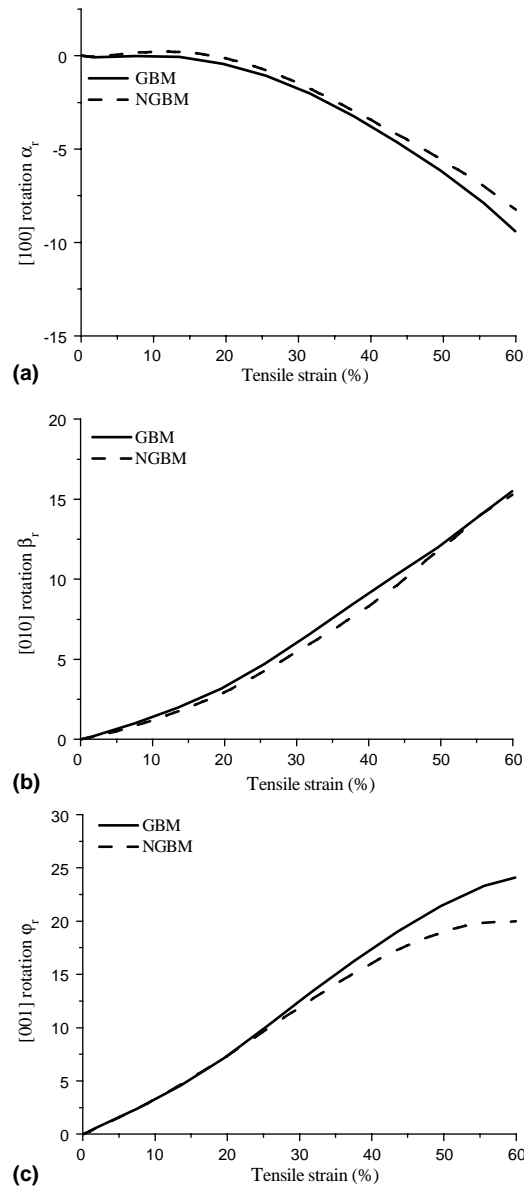 0
-5
-10
-15
[100] rotation αr
GBM
NGBM
0 10 20 30 40 50 60
Tensile strain (%)
(a)
20
15
10
5
0
[010] rotation βr
GBM
NGBM
0 10 20 30 40 50 60
Tensile strain (%)
(b)
30
25
20
15
10
5
0
[001] rotation φr
GBM
NGBM
0 10 20 30 40 50 60
Tensile strain (%)
(c)